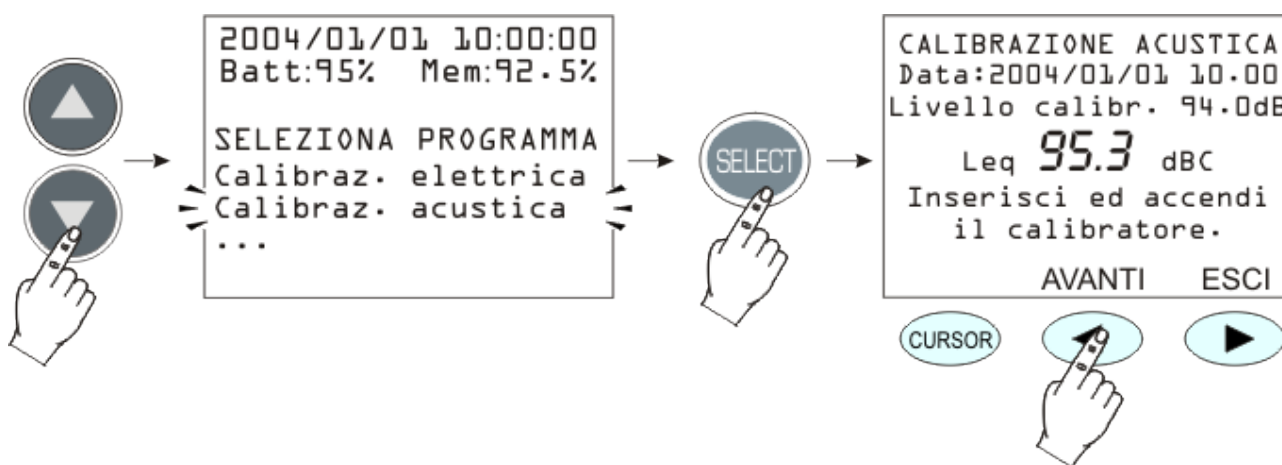 2004/01/01 10:00:00
Batt:95% Mem:92.5%
SELEZIONA PROGRAMMA
Calibraz. elettrica
Calibraz. acustica
...
SELECT
CALIBRAZIONE ACUSTICA
Data:2004/01/01 10.00
Livello calibr. 94.0dB
Leq 95.3 dBC
Inserisci ed accendi
il calibratore.
AVANTI ESCI
CURSOR